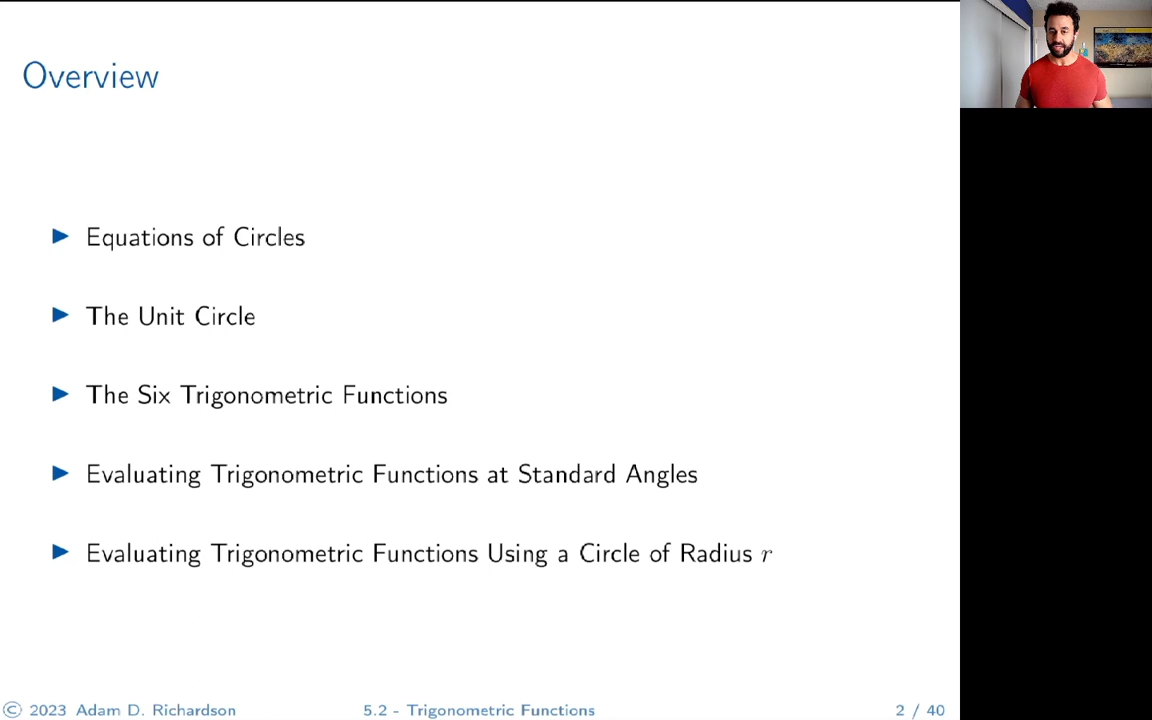 Overview
Equations of Circles
The Unit Circle
The Six Trigonometric Functions
Evaluating Trigonometric Functions at Standard Angles
Evaluating Trigonometric Functions Using a Circle of Radius r
© 2023 Adam D. Richardson 5.2 - Trigonometric Functions 2 / 40